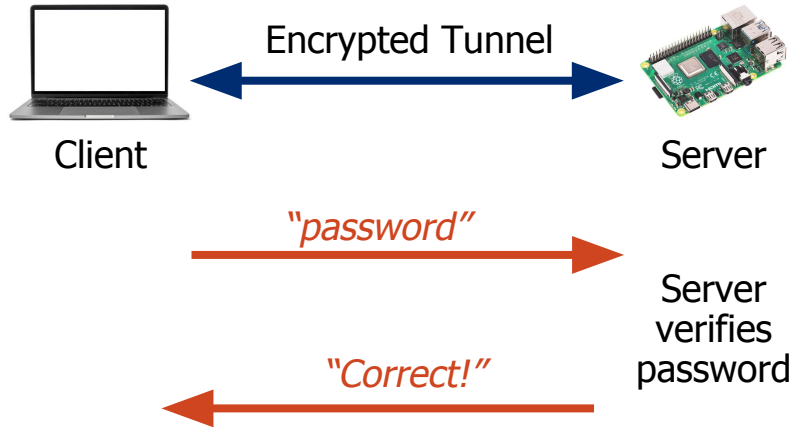 Encrypted Tunnel
Client
Server
“password”
Server
verifies
password
“Correct!”